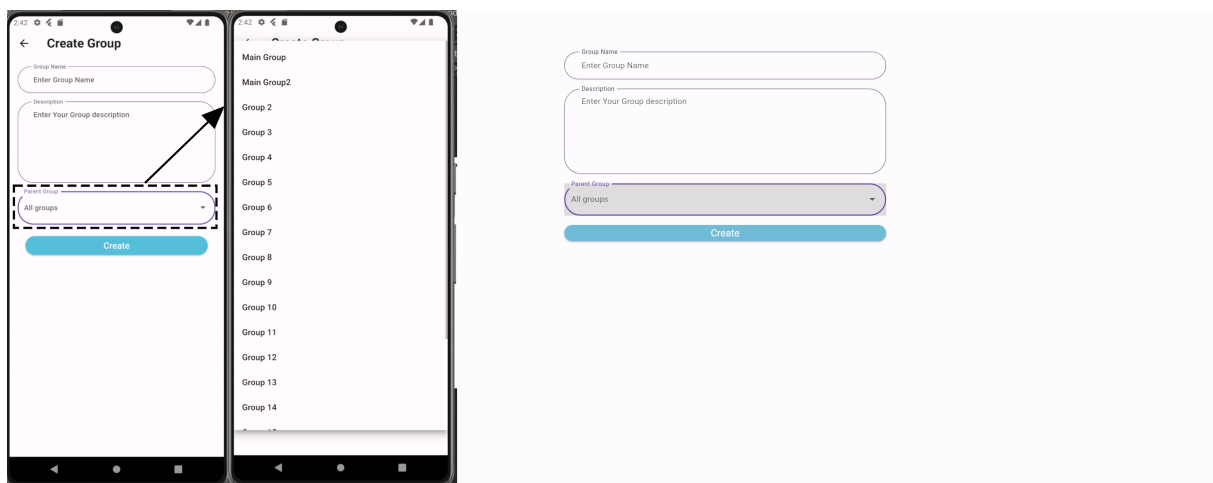 2:42
Create Group
Group Name
Enter Group Name
Description
Enter Your Group description
Parent Group
All groups
Create
2:42
Main Group
Main Group2
Group 2
Group 3
Group 4
Group 5
Group 6
Group 7
Group 8
Group 9
Group 10
Group 11
Group 12
Group 13
Group 14
Group Name
Enter Group Name
Description
Enter Your Group description
Parent Group
All groups
Create